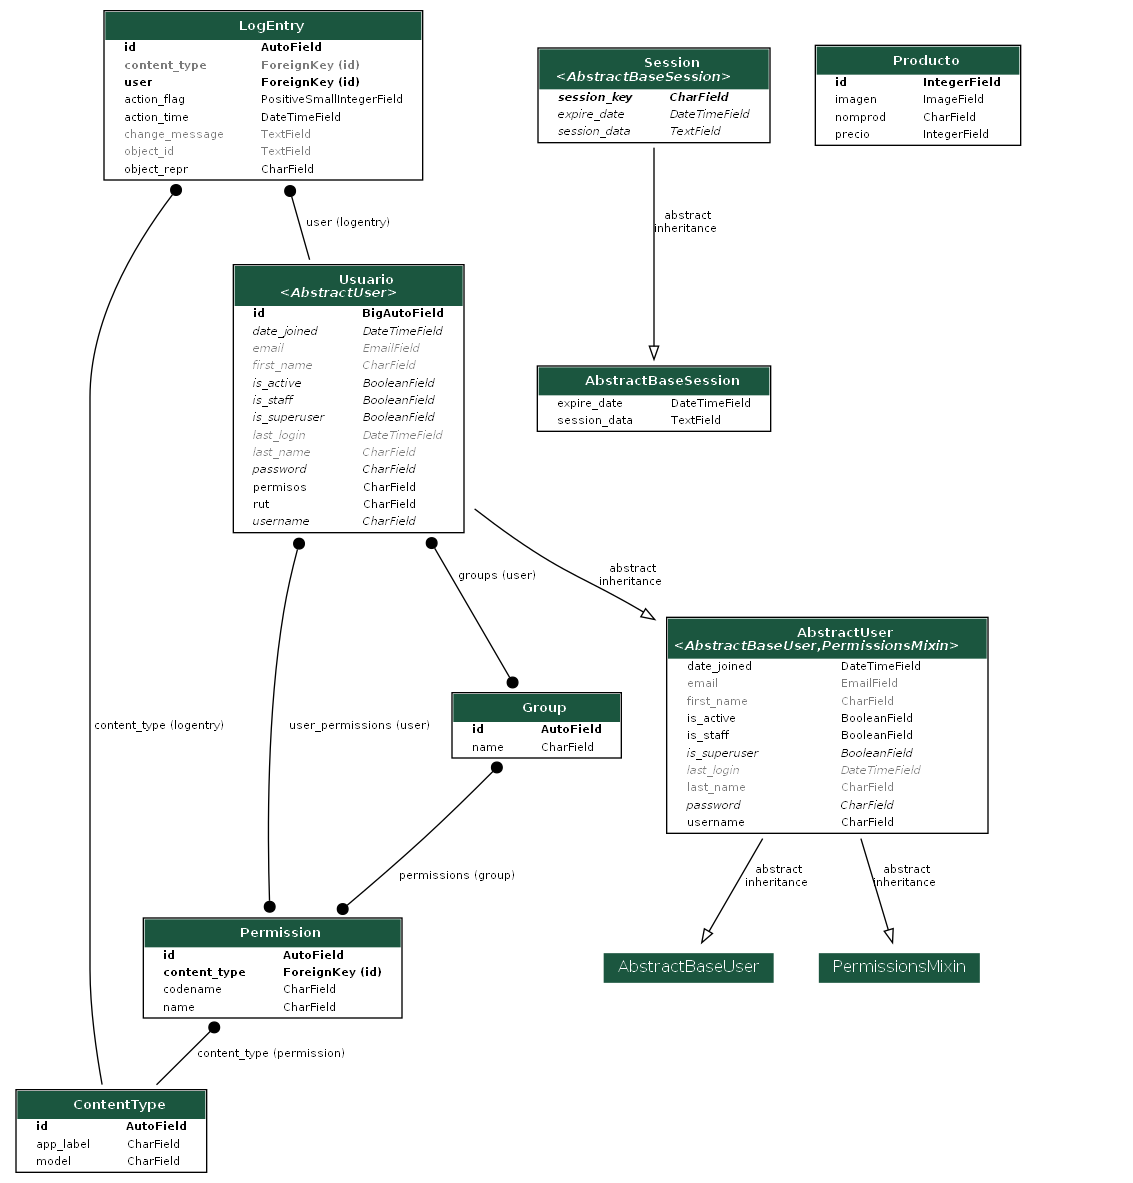 LogEntry
id AutoField
content_type ForeignKey (id)
user ForeignKey (id)
action_flag PositiveSmallIntegerField
action_time DateTimeField
change_message TextField
object_id TextField
object_repr CharField
Session
<AbstractBaseSession>
session_key CharField
expire_date DateTimeField
session_data TextField
Producto
id IntegerField
imagen ImageField
nomprod CharField
precio IntegerField
user (logentry)
abstract
inheritance
Usuario
<AbstractUser>
id BigAutoField
date_joined DateTimeField
email EmailField
first_name CharField
is_active BooleanField
is_staff BooleanField
is_superuser BooleanField
last_login DateTimeField
last_name CharField
password CharField
permisos CharField
rut CharField
username CharField
AbstractBaseSession
expire_date DateTimeField
session_data TextField
groups (user)
abstract
inheritance
AbstractUser
<AbstractBaseUser,PermissionsMixin>
date_joined DateTimeField
email EmailField
first_name CharField
is_active BooleanField
is_staff BooleanField
is_superuser BooleanField
last_login DateTimeField
last_name CharField
password CharField
username CharField
content_type (logentry)
user_permissions (user)
Group
id AutoField
name CharField
permissions (group)
abstract
inheritance
abstract
inheritance
Permission
id AutoField
content_type ForeignKey (id)
codename CharField
name CharField
AbstractBaseUser
PermissionsMixin
content_type (permission)
ContentType
id AutoField
app_label CharField
model CharField